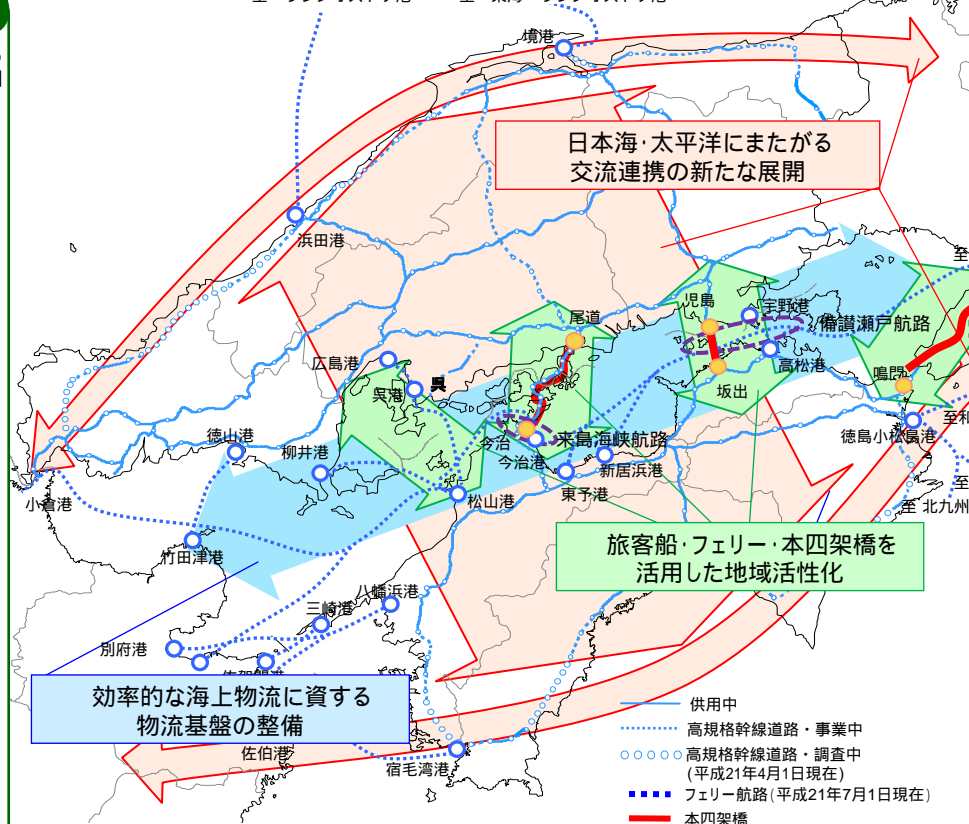 境港
日本海・太平洋にまたがる
交流連携の新たな展開
浜田港
至
児島
宇野港
備讃瀬戸航路
尾道
広島港
高松港
鳴門
呉港
呉
坂出
至和
徳島小松島港
徳山港
柳井港
今治
来島海峡航路
今治港
新居浜港
小倉港
松山港
東予港
至
至 北九州
竹田津港
旅客船・フェリー・本四架橋を
活用した地域活性化
八幡浜港
三崎港
別府港
効率的な海上物流に資する
物流基盤の整備
佐伯港
宿毛湾港
供用中
高規格幹線道路・事業中
高規格幹線道路・調査中
(平成21年4月1日現在)
フェリー航路(平成21年7月1日現在)
本四架橋